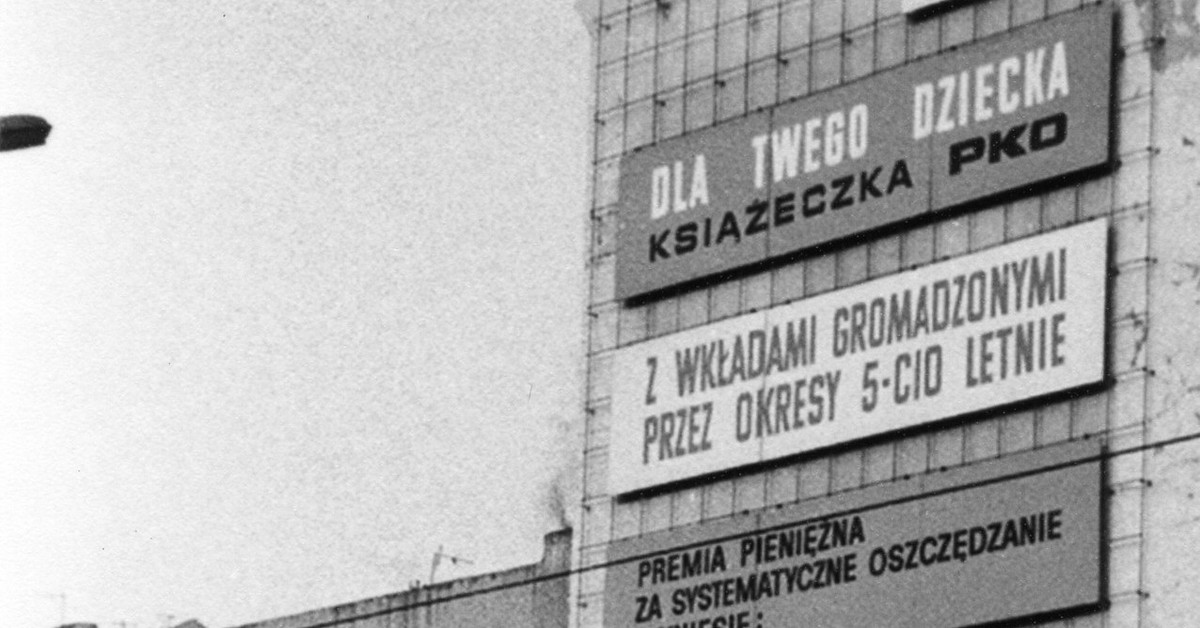 DLA TWEGO DZIECKA
KSIĄŻECZKA PKO
Z WKŁADAMI GROMADZONYMI
PRZEZ OKRESY 5-CIO LETNIE
PREMIA PIENIĘŻNA
ZA SYSTEMATYCZNE OSZCZĘDZANIE